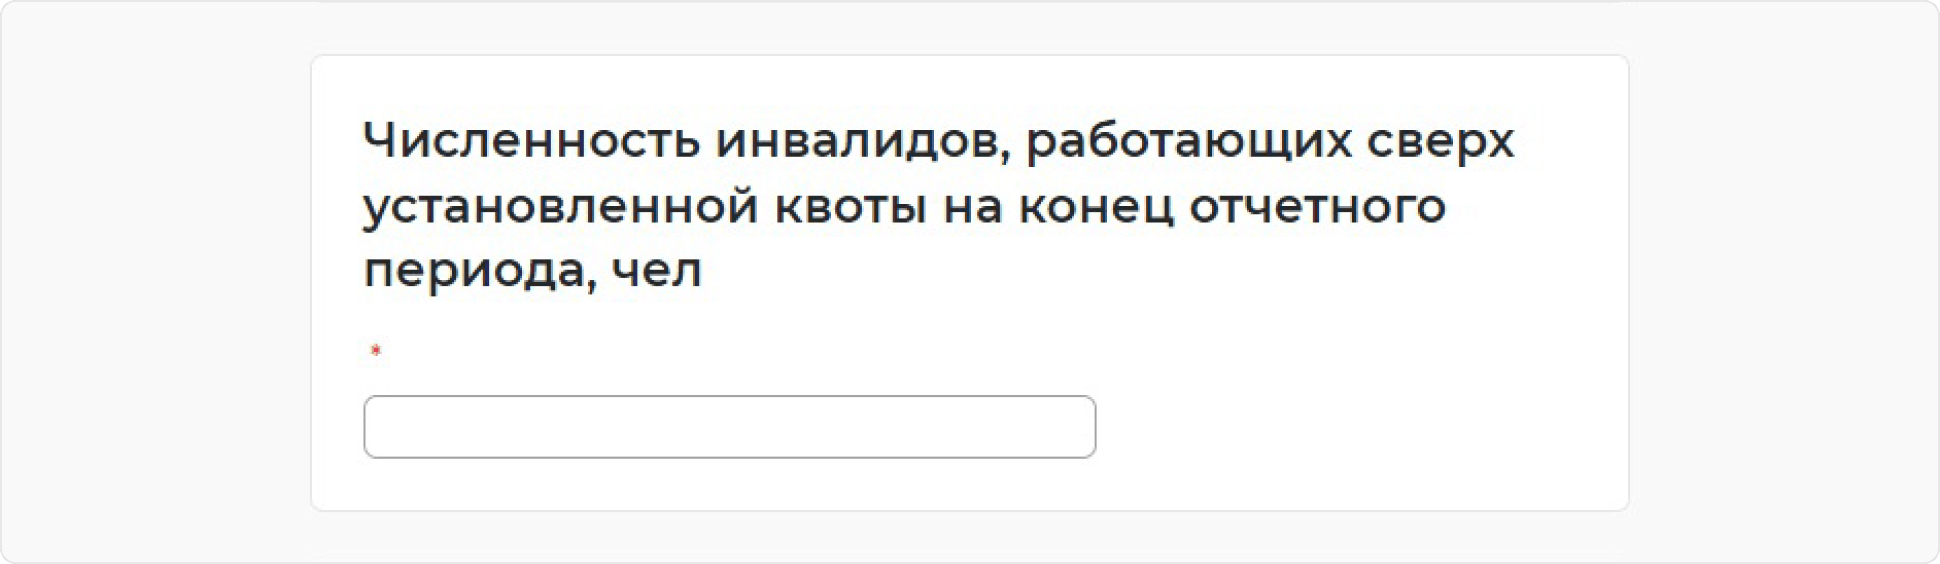 Численность инвалидов, работающих сверх
установленной квоты на конец отчетного
периода, чел
*